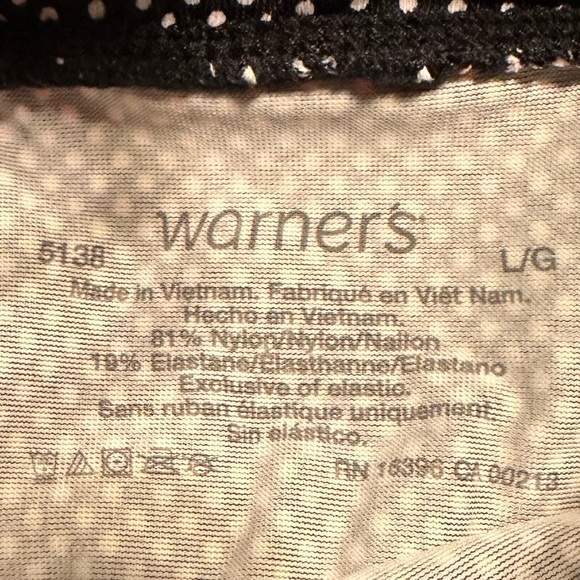 warner's
5138 L/G
Made in Vietnam. Fabriqué en Viêt Nam.
Hecho en Vietnam.
81% Nylon/Nylon/Nailon
19% Elastane/Élasthanne/Elastano
Exclusive of elastic.
Sans ruban élastique uniquement.
Sin elástico.
RN 16396 CA 00213